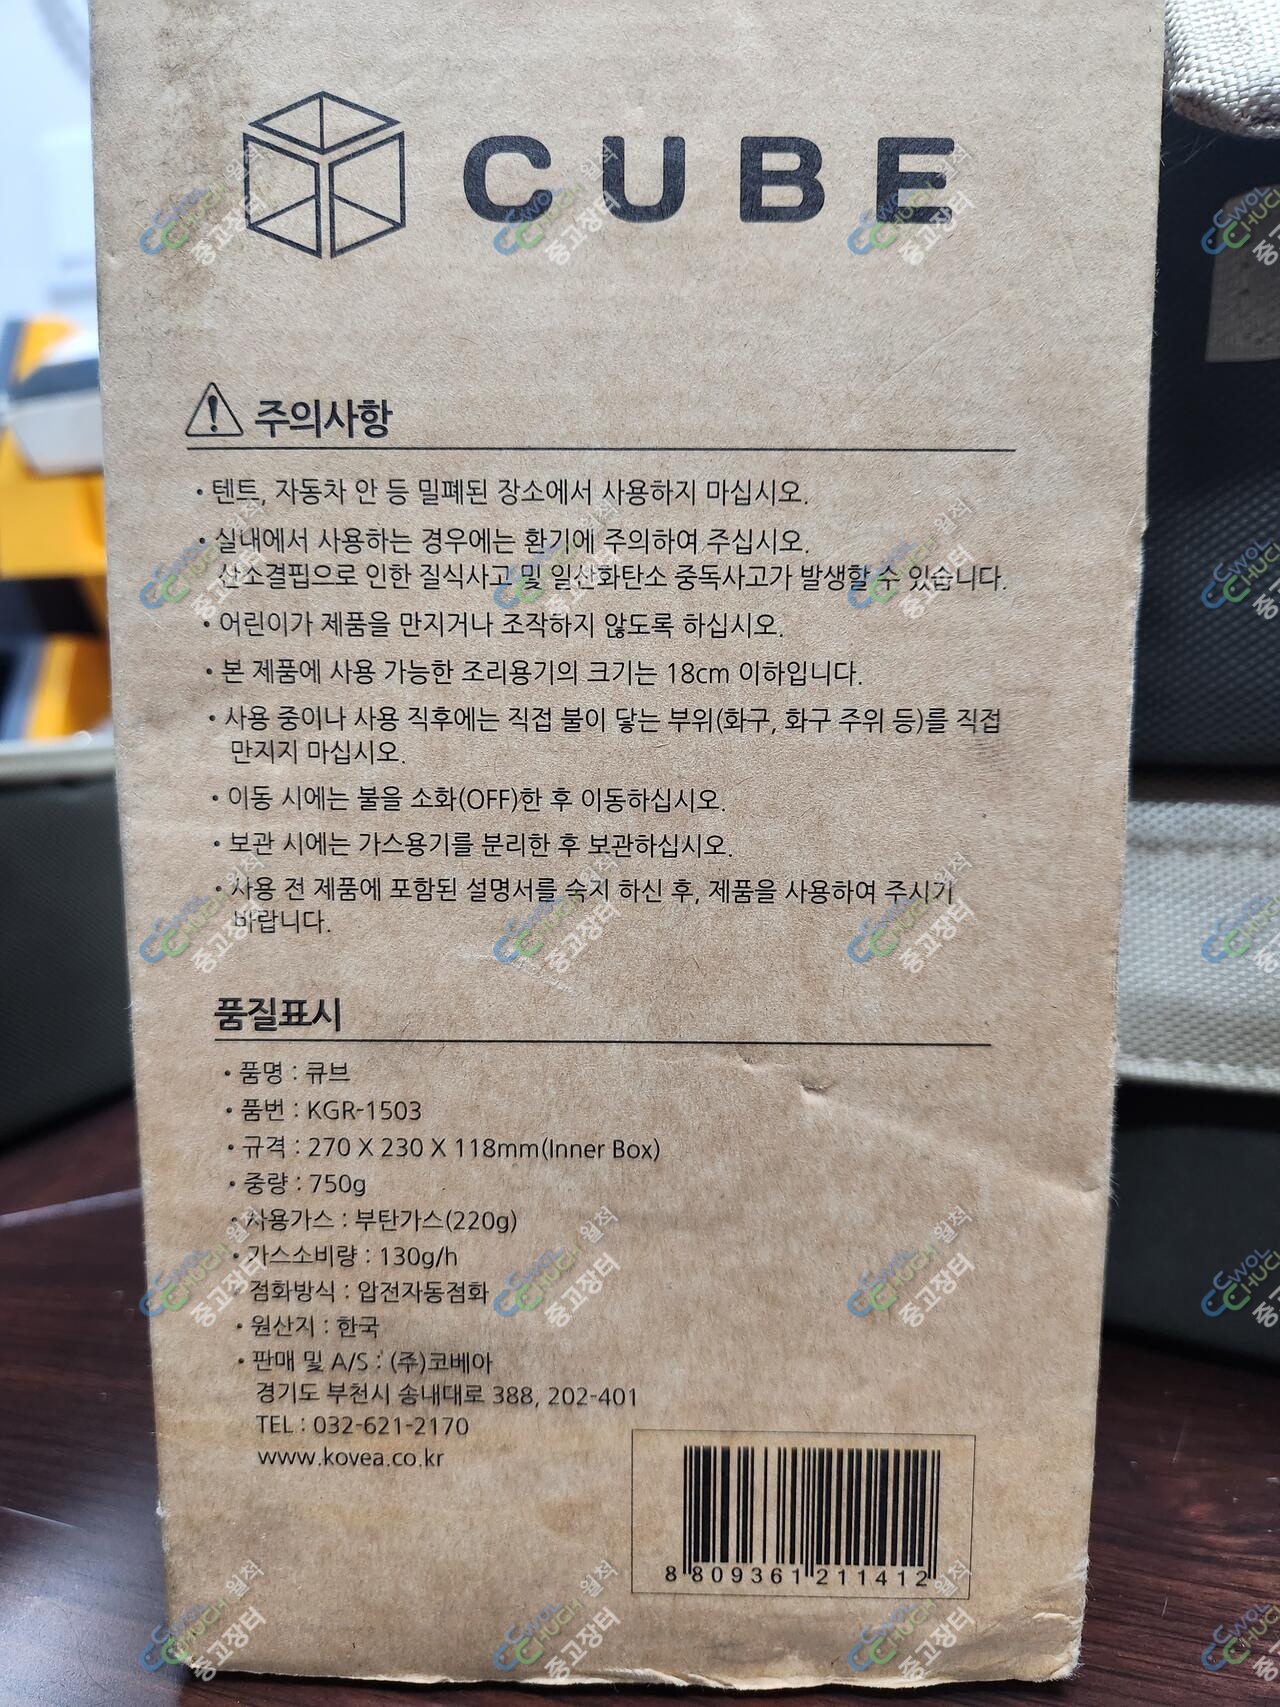 CUBE
주의사항
• 텐트, 자동차 안 등 밀폐된 장소에서 사용하지 마십시오.
• 실내에서 사용하는 경우에는 환기에 주의하여 주십시오.
산소결핍으로 인한 질식사고 및 일산화탄소 중독사고가 발생할 수 있습니다.
• 어린이가 제품을 만지거나 조작하지 않도록 하십시오.
• 본 제품에 사용 가능한 조리용기의 크기는 18cm 이하입니다.
• 사용 중이나 사용 직후에는 직접 불이 닿는 부위(화구, 화구 주위 등)를 직접
만지지 마십시오.
• 이동 시에는 불을 소화(OFF)한 후 이동하십시오.
• 보관 시에는 가스용기를 분리한 후 보관하십시오.
• 사용 전 제품에 포함된 설명서를 숙지 하신 후, 제품을 사용하여 주시기
바랍니다.
품질표시
• 품명 : 큐브
• 품번 : KGR-1503
• 규격 : 270 X 230 X 118mm(Inner Box)
• 중량 : 750g
• 사용가스 : 부탄가스(220g)
• 가스소비량 : 130g/h
• 점화방식 : 압전자동점화
• 원산지 : 한국
• 판매 및 A/S : (주)코베아
경기도 부천시 송내대로 388, 202-401
TEL : 032-621-2170
www.kovea.co.kr
8 809361 211412
CWOL
CHUCH 월척
중고장터